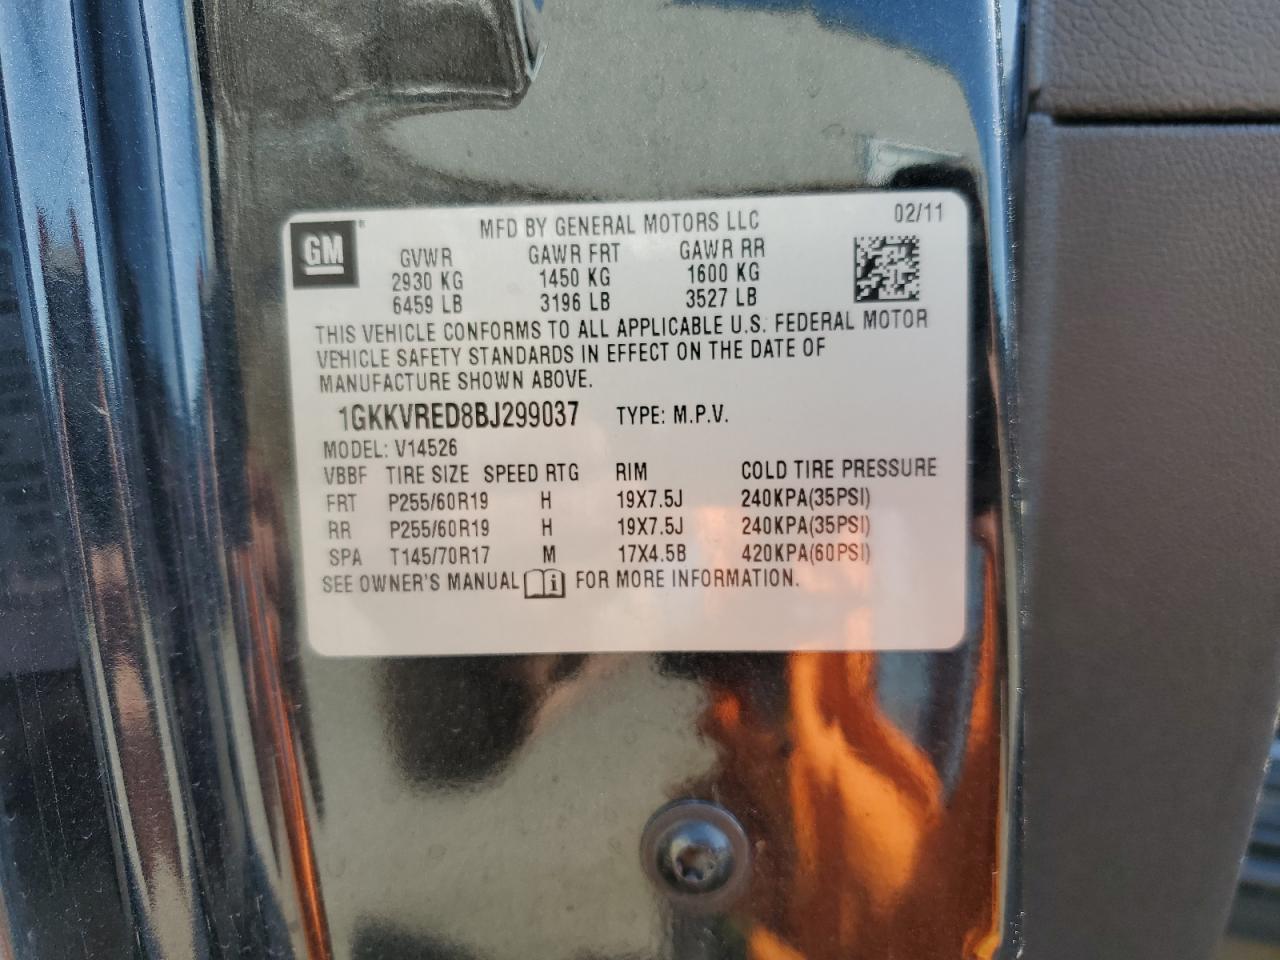 GM® MFD BY GENERAL MOTORS LLC 02/11
GVWR GAWR FRT GAWR RR
2930 KG 1450 KG 1600 KG
6459 LB 3196 LB 3527 LB
THIS VEHICLE CONFORMS TO ALL APPLICABLE U.S. FEDERAL MOTOR
VEHICLE SAFETY STANDARDS IN EFFECT ON THE DATE OF
MANUFACTURE SHOWN ABOVE.
1GKKVRED8BJ299037 TYPE: M.P.V.
MODEL: V14526
VBBF TIRE SIZE SPEED RTG RIM COLD TIRE PRESSURE
FRT P255/60R19 H 19X7.5J 240KPA(35PSI)
RR P255/60R19 H 19X7.5J 240KPA(35PSI)
SPA T145/70R17 M 17X4.5B 420KPA(60PSI)
SEE OWNER'S MANUAL i FOR MORE INFORMATION.